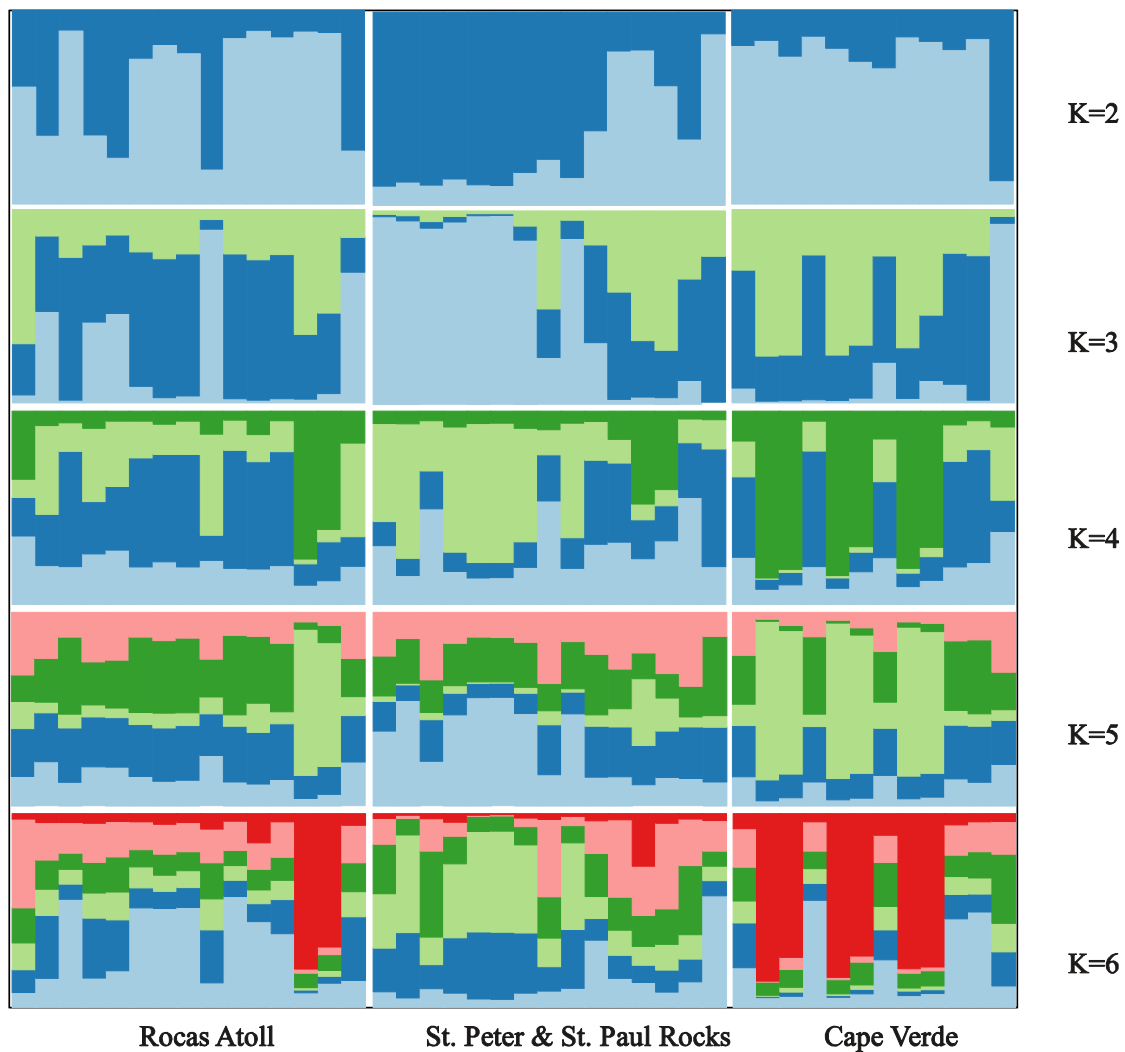 K=2
K=3
K=4
K=5
K=6
Rocas Atoll St. Peter & St. Paul Rocks Cape Verde